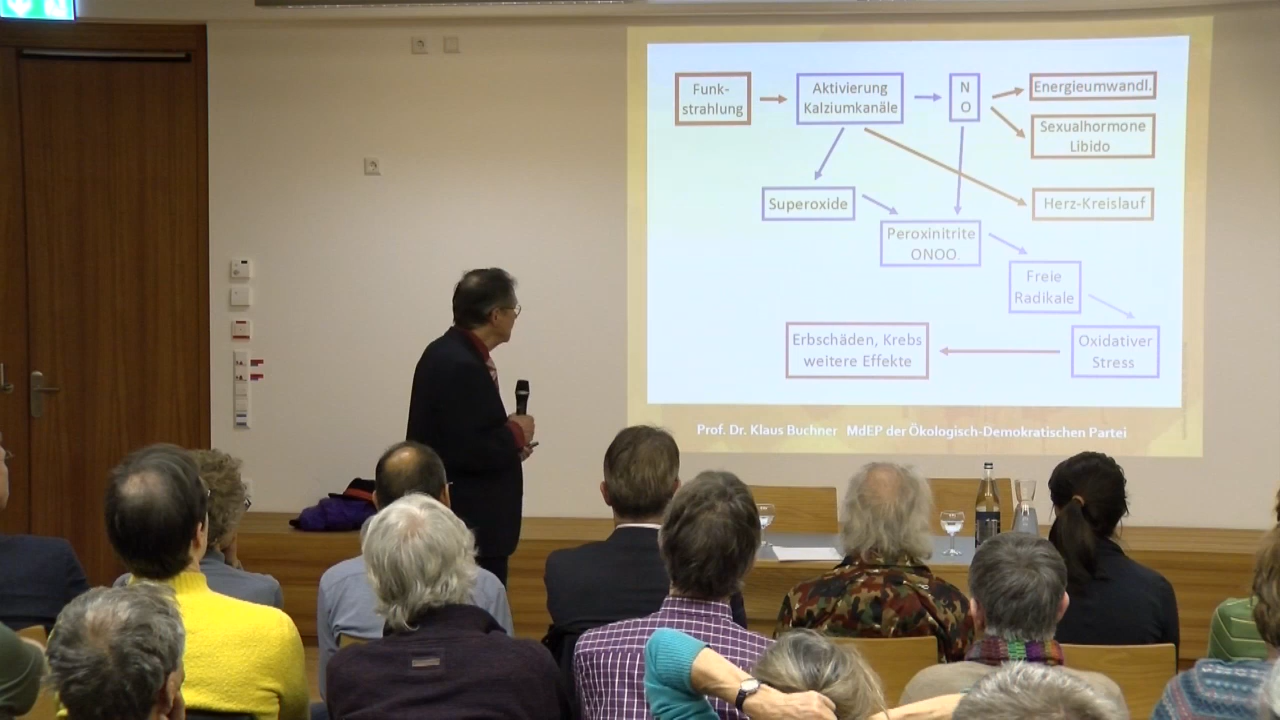 Funk-
strahlung
Aktivierung
Kalziumkanäle
N
O
Energieumwandl.
Sexualhormone
Libido
Superoxide
Herz-Kreislauf
Peroxinitrite
ONOO.
Freie
Radikale
Erbschäden, Krebs
weitere Effekte
Oxidativer
Stress
Prof. Dr. Klaus Buchner MdEP der Ökologisch-Demokratischen Partei